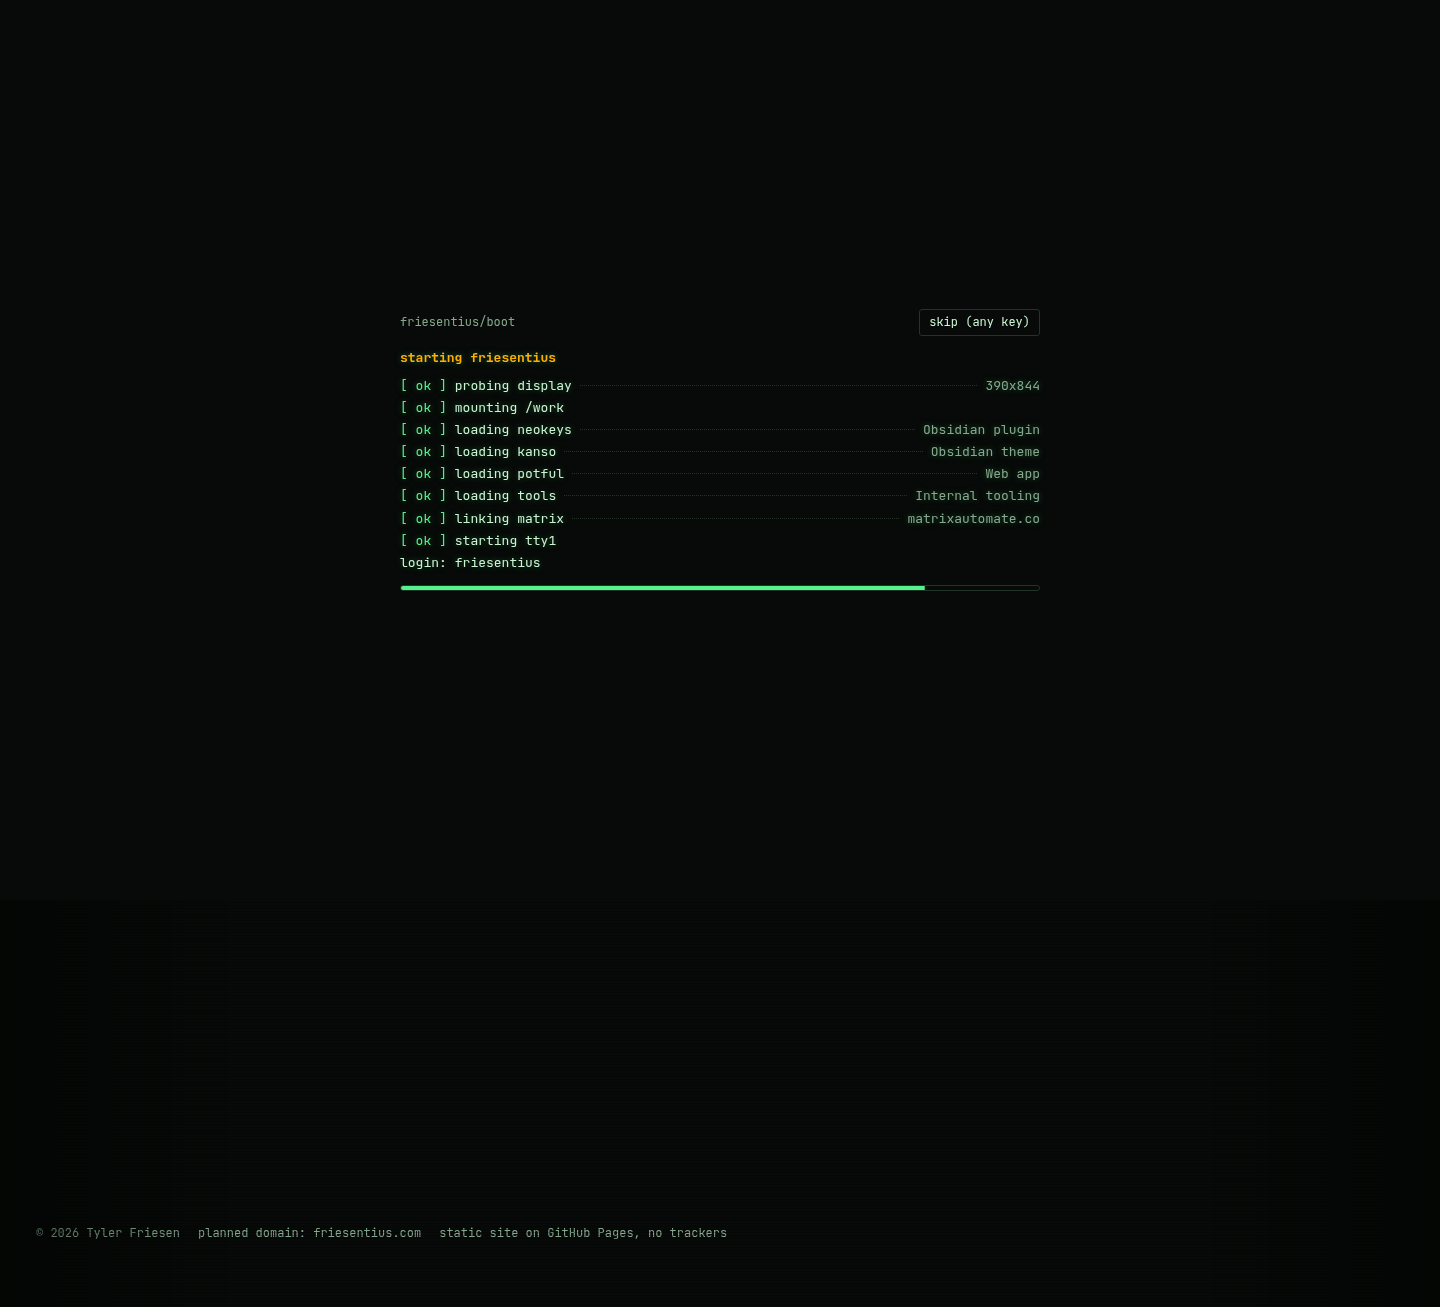 friesentius/boot
skip (any key)
starting friesentius
[ ok ] probing display 390x844
[ ok ] mounting /work
[ ok ] loading neokeys Obsidian plugin
[ ok ] loading kanso Obsidian theme
[ ok ] loading potful Web app
[ ok ] loading tools Internal tooling
[ ok ] linking matrix matrixautomate.co
[ ok ] starting tty1
login: friesentius
© 2026 Tyler Friesen planned domain: friesentius.com static site on GitHub Pages, no trackers